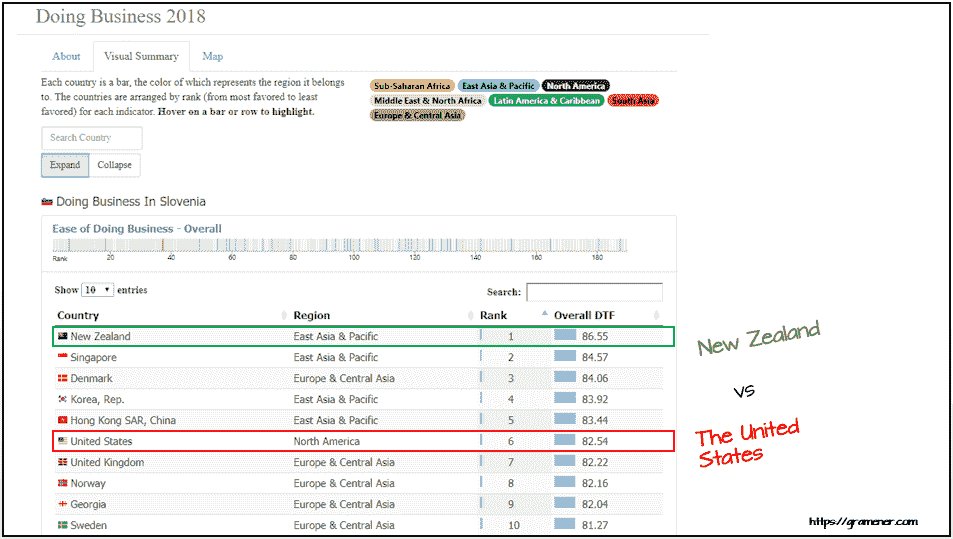 Doing Business 2018
About Visual Summary Map
Each country is a bar, the color of which represents the region it belongs
to. The countries are arranged by rank (from most favored to least
favored) for each indicator. Hover on a bar or row to highlight.
Sub-Saharan Africa East Asia & Pacific North America
Middle East & North Africa Latin America & Caribbean South Asia
Europe & Central Asia
Search Country
Expand Collapse
Doing Business In Slovenia
Ease of Doing Business - Overall
Rank 20 40 60 80 100 120 140 160 180
Show 10 entries Search:
Country Region Rank Overall DTF
New Zealand East Asia & Pacific 1 86.55
Singapore East Asia & Pacific 2 84.57
Denmark Europe & Central Asia 3 84.06
Korea, Rep. East Asia & Pacific 4 83.92
Hong Kong SAR, China East Asia & Pacific 5 83.44
United States North America 6 82.54
United Kingdom Europe & Central Asia 7 82.22
Norway Europe & Central Asia 8 82.16
Georgia Europe & Central Asia 9 82.04
Sweden Europe & Central Asia 10 81.27
New Zealand
vs
The United
States
https://gramener.com